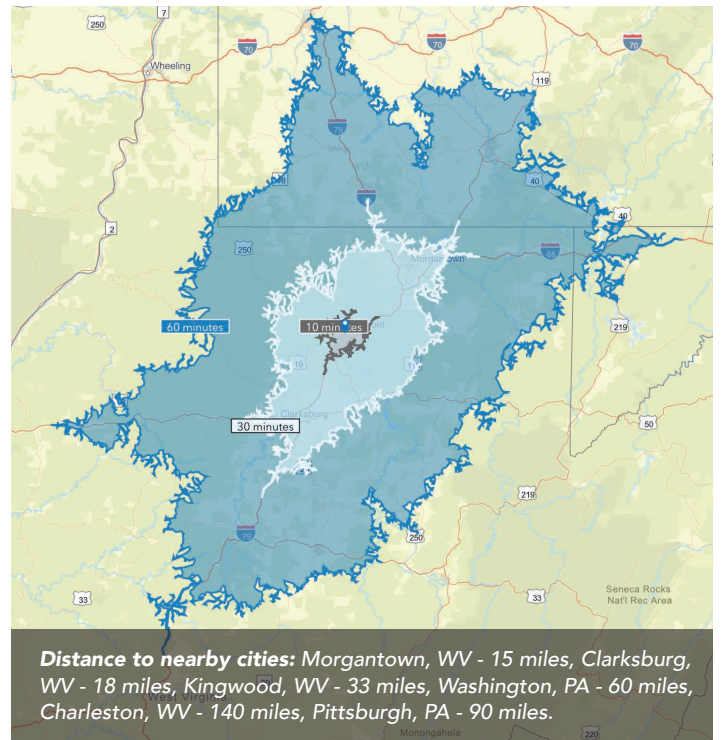 7
250
70
70
70
Wheeling
119
79
40
40
2
250
Morgantown
68
219
60 minutes
10 minutes
19
Clarksburg
30 minutes
50
219
79
250
33
33
Seneca Rocks
Nat'l Rec Area
Distance to nearby cities: Morgantown, WV - 15 miles, Clarksburg,
WV - 18 miles, Kingwood, WV - 33 miles, Washington, PA - 60 miles,
West Virginia
Charleston, WV - 140 miles, Pittsburgh, PA - 90 miles.
Monongahela
220